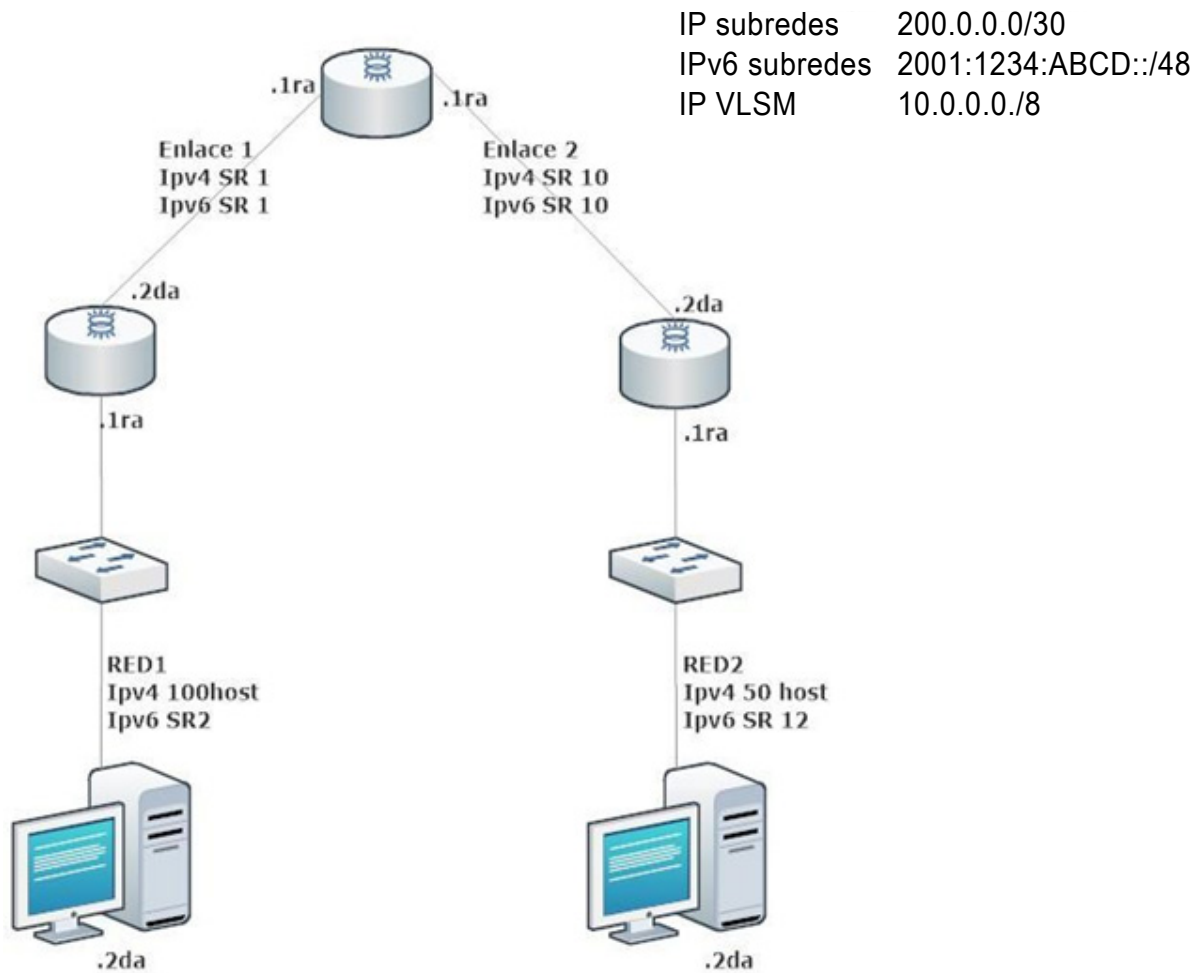 IP subredes 200.0.0.0/30
IPv6 subredes 2001:1234:ABCD::/48
IP VLSM 10.0.0.0./8
.1ra
.1ra
Enlace 1
Ipv4 SR 1
Ipv6 SR 1
Enlace 2
Ipv4 SR 10
Ipv6 SR 10
.2da
.2da
.1ra
.1ra
RED1
Ipv4 100host
Ipv6 SR2
RED2
Ipv4 50 host
Ipv6 SR 12
.2da
.2da